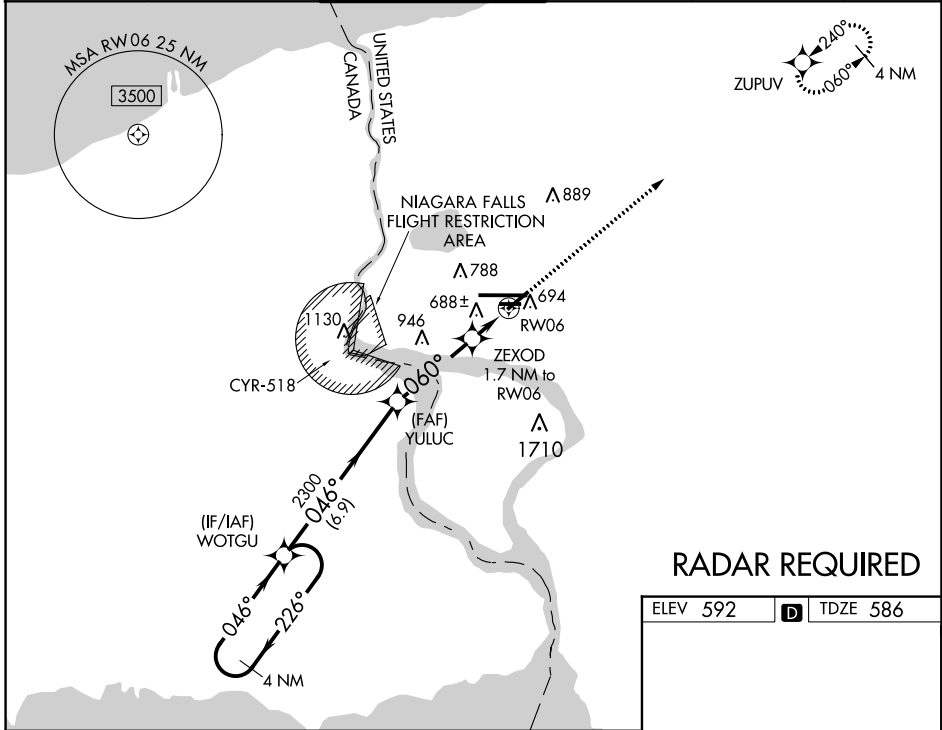 MSA RW06 25 NM
3500
UNITED STATES
CANADA
ZUPUV
240°
060°
4 NM
NIAGARA FALLS
FLIGHT RESTRICTION
AREA
889
788
688±
694
RW06
1130
946
CYR-518
060°
ZEXOD
1.7 NM to
RW06
(FAF)
YULUC
1710
2300
046°
(6.9)
(IF/IAF)
WOTGU
046°
226°
4 NM
RADAR REQUIRED
ELEV 592 D TDZE 586